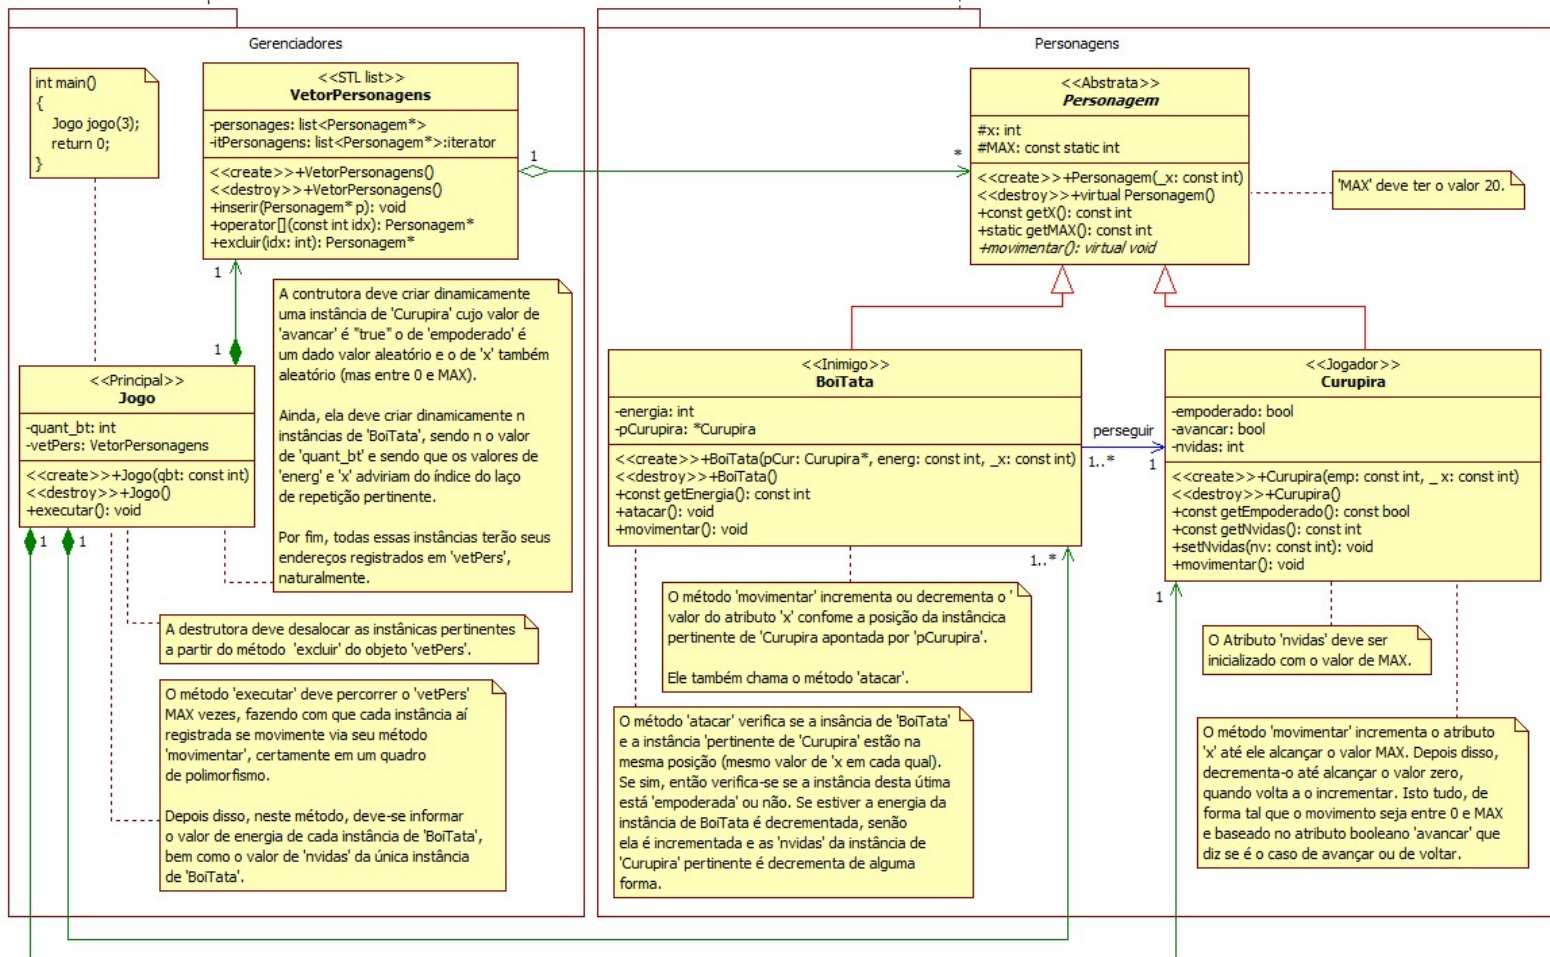 Gerenciadores
int main()
{
Jogo jogo(3);
return 0;
}
<<STL list>>
VetorPersonagens
-personages: list<Personagem*>
-itPersonagens: list<Personagem*>:iterator
<<create>>+VetorPersonagens()
<<destroy>>+VetorPersonagens()
+inserir(Personagem* p): void
+operator[](const int idx): Personagem*
+excluir(idx: int): Personagem*
1
*
1
1
A contrutora deve criar dinamicamente
uma instância de 'Curupira' cujo valor de
'avancar' é "true" o de 'empoderado' é
um dado valor aleatório e o de 'x' também
aleatório (mas entre 0 e MAX).
Ainda, ela deve criar dinamicamente n
instâncias de 'BoiTata', sendo n o valor
de 'quant_bt' e sendo que os valores de
'energ' e 'x' adviriam do índice do laço
de repetição pertinente.
Por fim, todas essas instâncias terão seus
endereços registrados em 'vetPers',
naturalmente.
<<Principal>>
Jogo
-quant_bt: int
-vetPers: VetorPersonagens
<<create>>+Jogo(qbt: const int)
<<destroy>>+Jogo()
+executar(): void
1
1
A destrutora deve desalocar as instânicas pertinentes
a partir do método 'excluir' do objeto 'vetPers'.
O método 'executar' deve percorrer o 'vetPers'
MAX vezes, fazendo com que cada instância aí
registrada se movimente via seu método
'movimentar', certamente em um quadro
de polimorfismo.
Depois disso, neste método, deve-se informar
o valor de energia de cada instância de 'BoiTata',
bem como o valor de 'nvidas' da única instância
de 'BoiTata'.
Personagens
<<Abstrata>>
Personagem
#x: int
#MAX: const static int
<<create>>+Personagem(_x: const int)
<<destroy>>+virtual Personagem()
+const getX(): const int
+static getMAX(): const int
+movimentar(): virtual void
'MAX' deve ter o valor 20.
<<Inimigo>>
BoiTata
-energia: int
-pCurupira: *Curupira
<<create>>+BoiTata(pCur: Curupira*, energ: const int, _x: const int)
<<destroy>>+BoiTata()
+const getEnergia(): const int
+atacar(): void
+movimentar(): void
perseguir
1..*
1
<<Jogador>>
Curupira
-empoderado: bool
-avancar: bool
-nvidas: int
<<create>>+Curupira(emp: const int, _ x: const int)
<<destroy>>+Curupira()
+const getEmpoderado(): const bool
+const getNvidas(): const int
+setNvidas(nv: const int): void
+movimentar(): void
1..*
1
O método 'movimentar' incrementa ou decrementa o '
valor do atributo 'x' confome a posição da instâncica
pertinente de 'Curupira apontada por 'pCurupira'.
Ele também chama o método 'atacar'.
O método 'atacar' verifica se a insância de 'BoiTata'
e a instância 'pertinente de 'Curupira' estão na
mesma posição (mesmo valor de 'x em cada qual).
Se sim, então verifica-se se a instância desta útima
está 'empoderada' ou não. Se estiver a energia da
instância de BoiTata é decrementada, senão
ela é incrementada e as 'nvidas' da instância de
'Curupira' pertinente é decrementa de alguma
forma.
O Atributo 'nvidas' deve ser
inicializado com o valor de MAX.
O método 'movimentar' incrementa o atributo
'x' até ele alcançar o valor MAX. Depois disso,
decrementa-o até alcançar o valor zero,
quando volta a o incrementar. Isto tudo, de
forma tal que o movimento seja entre 0 e MAX
e baseado no atributo booleano 'avancar' que
diz se é o caso de avançar ou de voltar.